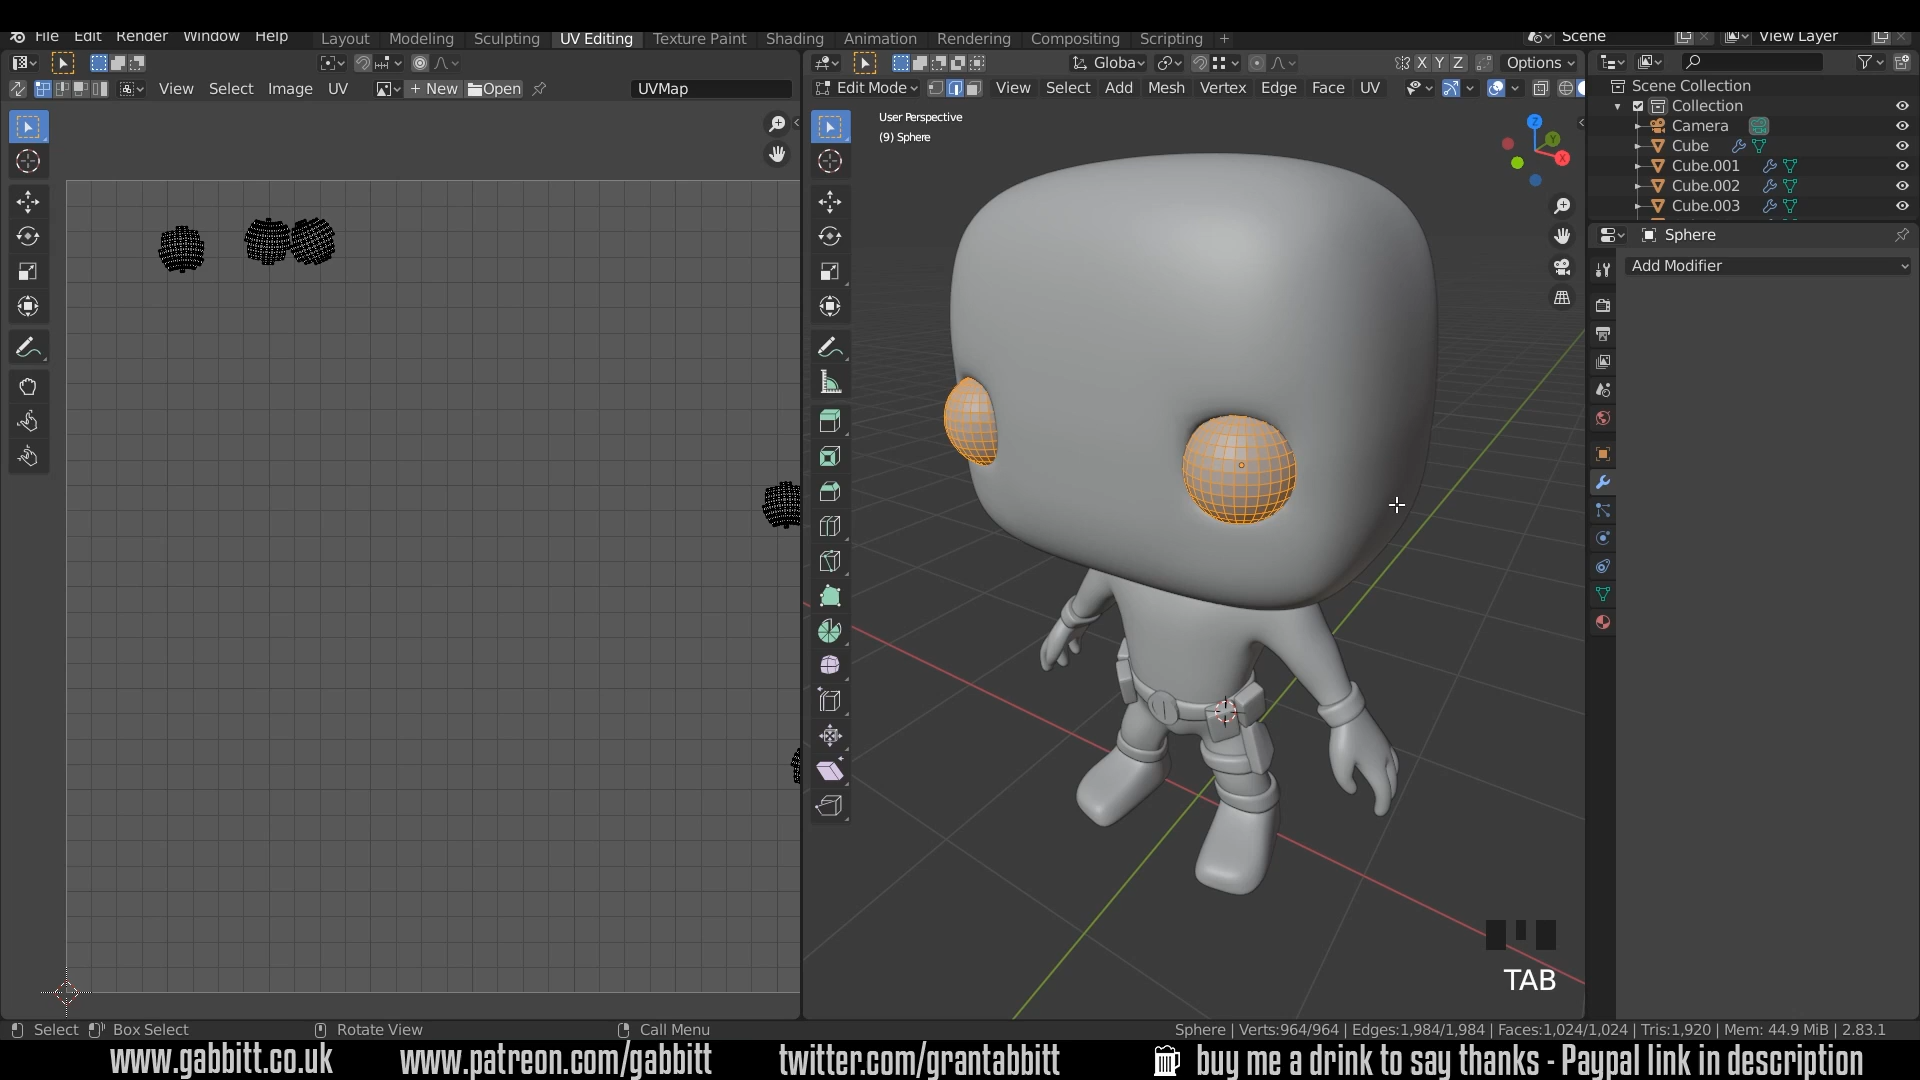 File Edit Render Window Help Layout Modeling Sculpting UV Editing Texture Paint Shading Animation Rendering Compositing Scripting + Scene View Layer
Globa X Y Z Options
View Select Image UV + New Open UVMap Edit Mode View Select Add Mesh Vertex Edge Face UV
User Perspective
(9) Sphere
Z
Y
X
Scene Collection
Collection
Camera
Cube
Cube.001
Cube.002
Cube.003
Sphere
Add Modifier
TAB
Select Box Select Rotate View Call Menu Sphere | Verts:964/964 | Edges:1,984/1,984 | Faces:1,024/1,024 | Tris:1,920 | Mem: 44.9 MiB | 2.83.1
www.gabbitt.co.uk www.patreon.com/gabbitt twitter.com/grantabbitt buy me a drink to say thanks - Paypal link in description